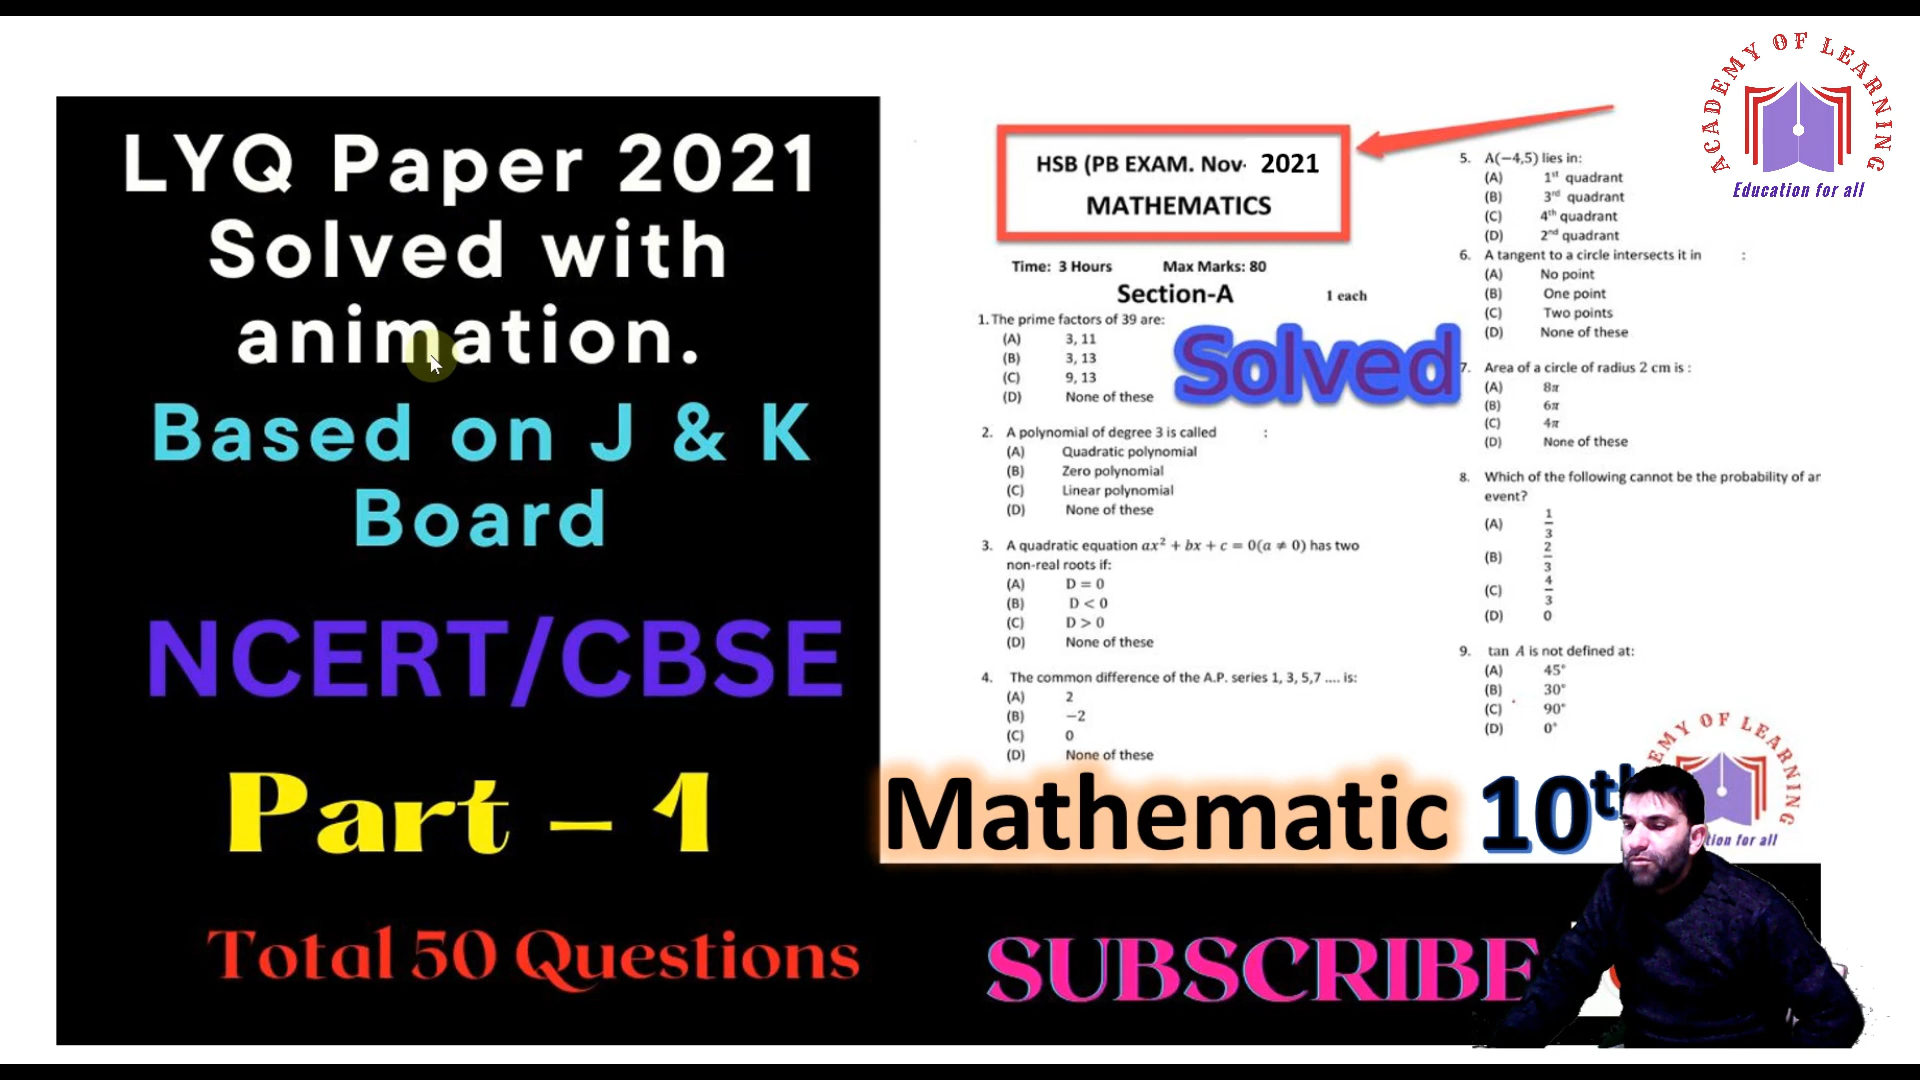 LYQ Paper 2021
Solved with
animation.
Based on J & K
Board
NCERT/CBSE
Part – 1
Total 50 Questions
HSB (PB EXAM. Nov· 2021
MATHEMATICS
Time: 3 Hours Max Marks: 80
Section-A 1 each
1. The prime factors of 39 are:
(A) 3, 11
(B) 3, 13
(C) 9, 13
(D) None of these
Solved
2. A polynomial of degree 3 is called :
(A) Quadratic polynomial
(B) Zero polynomial
(C) Linear polynomial
(D) None of these
3. A quadratic equation ax² + bx + c = 0(a ≠ 0) has two
non-real roots if:
(A) D = 0
(B) D < 0
(C) D > 0
(D) None of these
4. The common difference of the A.P. series 1, 3, 5,7 .... is:
(A) 2
(B) −2
(C) 0
(D) None of these
5. A(−4,5) lies in:
(A) 1st quadrant
(B) 3rd quadrant
(C) 4th quadrant
(D) 2nd quadrant
6. A tangent to a circle intersects it in :
(A) No point
(B) One point
(C) Two points
(D) None of these
7. Area of a circle of radius 2 cm is :
(A) 8π
(B) 6π
(C) 4π
(D) None of these
8. Which of the following cannot be the probability of
event?
(A) 1/3
(B) 2/3
(C) 4/3
(D) 0
9. tan A is not defined at:
(A) 45°
(B) 30°
(C) 90°
(D) 0°
Mathematic 10th
SUBSCRIBE
ACADEMY OF LEARNING
Education for all
OF LEARNING
for all